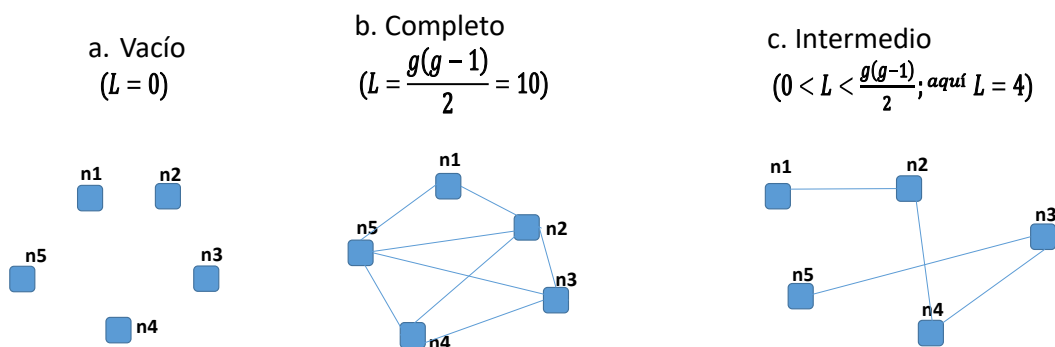 a. Vacío
(L = 0)
n1
n2
n5
n3
n4
b. Completo
(L = g(g − 1)/2 = 10)
n1
n5
n2
n3
n4
c. Intermedio
(0 < L < g(g−1)/2; aquí L = 4)
n1
n2
n3
n5
n4